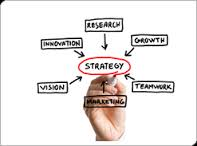 RESEARCH
INNOVATION
GROWTH
STRATEGY
VISION
TEAMWORK
MARKETING